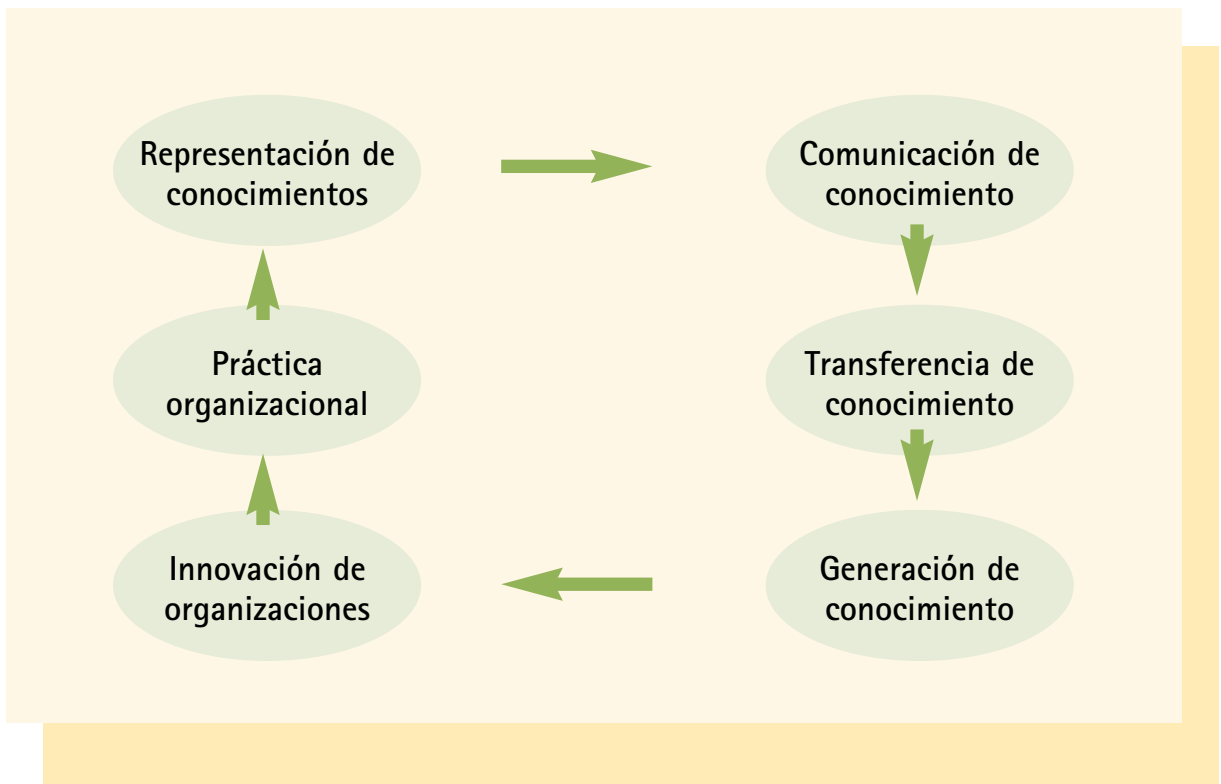 Representación de
conocimientos
Comunicación de
conocimiento
Práctica
organizacional
Transferencia de
conocimiento
Innovación de
organizaciones
Generación de
conocimiento